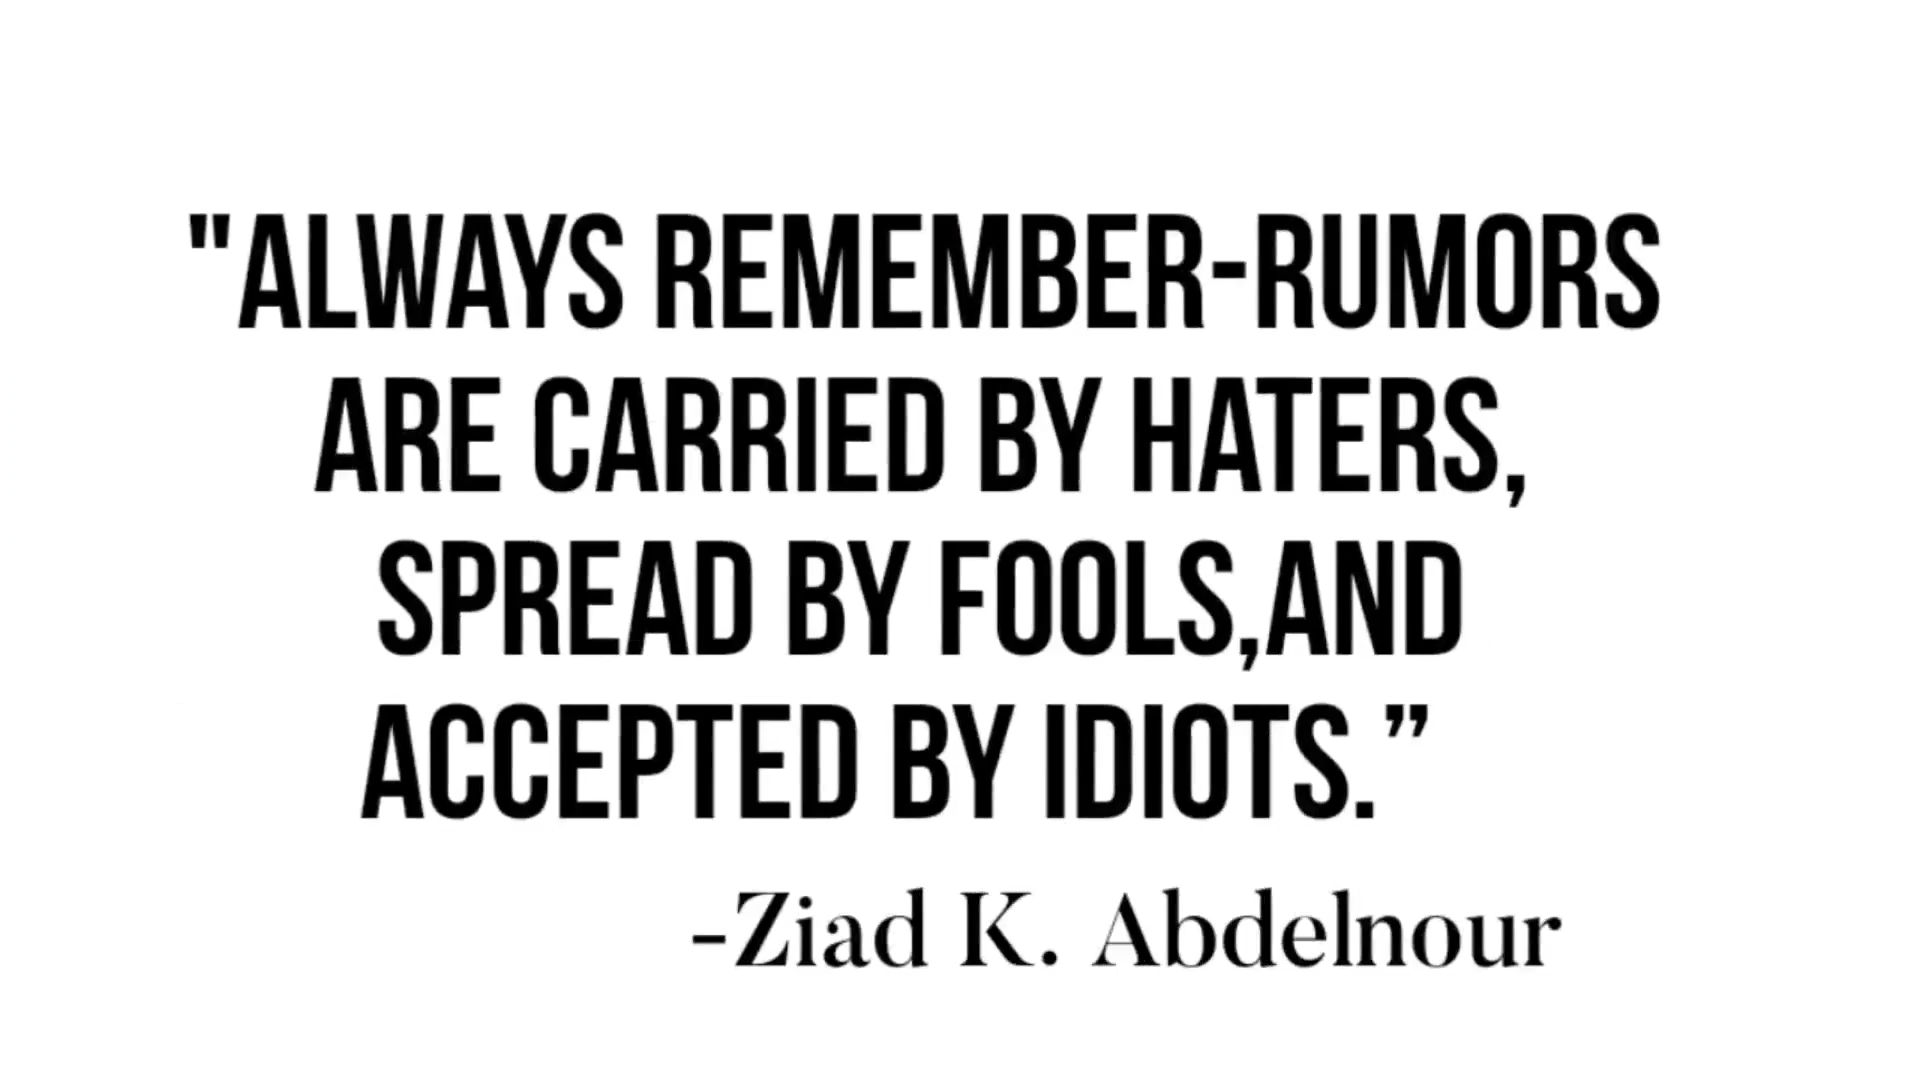 "ALWAYS REMEMBER-RUMORS
ARE CARRIED BY HATERS,
SPREAD BY FOOLS,AND
ACCEPTED BY IDIOTS.”
-Ziad K. Abdelnour